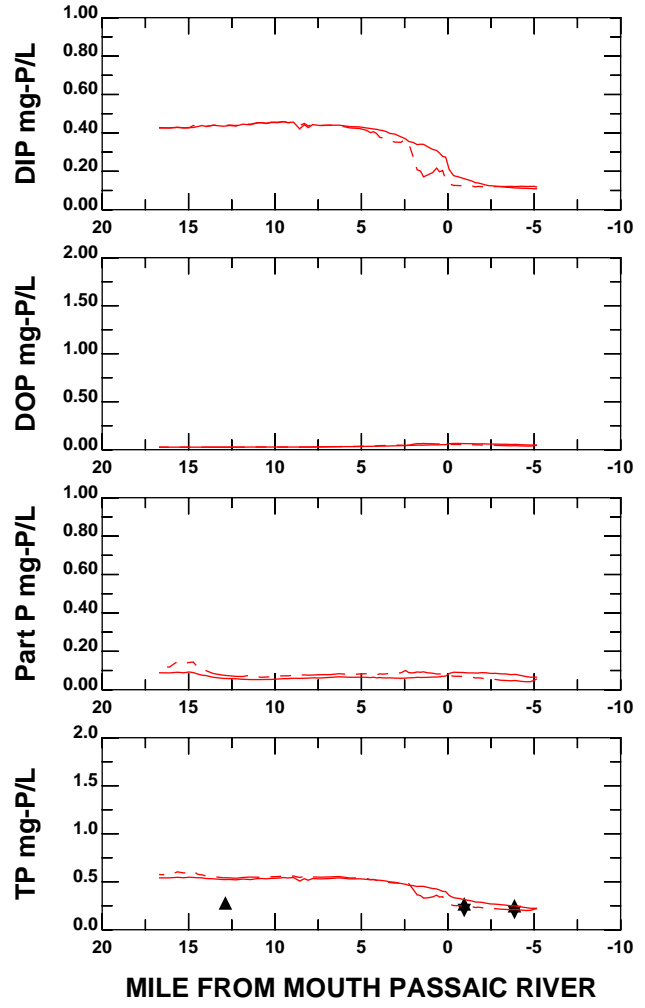 DIP mg-P/L
1.00
0.80
0.60
0.40
0.20
0.00
20 15 10 5 0 -5 -10
DOP mg-P/L
2.00
1.50
1.00
0.50
0.00
20 15 10 5 0 -5 -10
Part P mg-P/L
1.00
0.80
0.60
0.40
0.20
0.00
20 15 10 5 0 -5 -10
TP mg-P/L
2.0
1.5
1.0
0.5
0.0
20 15 10 5 0 -5 -10
MILE FROM MOUTH PASSAIC RIVER